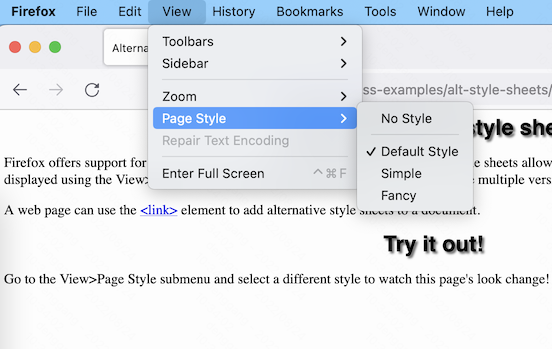 Firefox File Edit View History Bookmarks Tools Window Help
Alterna
Toolbars
Sidebar
Zoom
Page Style
Repair Text Encoding
Enter Full Screen ^⌘F
No Style
✓ Default Style
Simple
Fancy
ss-examples/alt-style-sheets/
style she
Firefox offers support for e sheets allow
displayed using the View> multiple vers
A web page can use the <link> element to add alternative style sheets to a document.
Try it out!
Go to the View>Page Style submenu and select a different style to watch this page's look change!